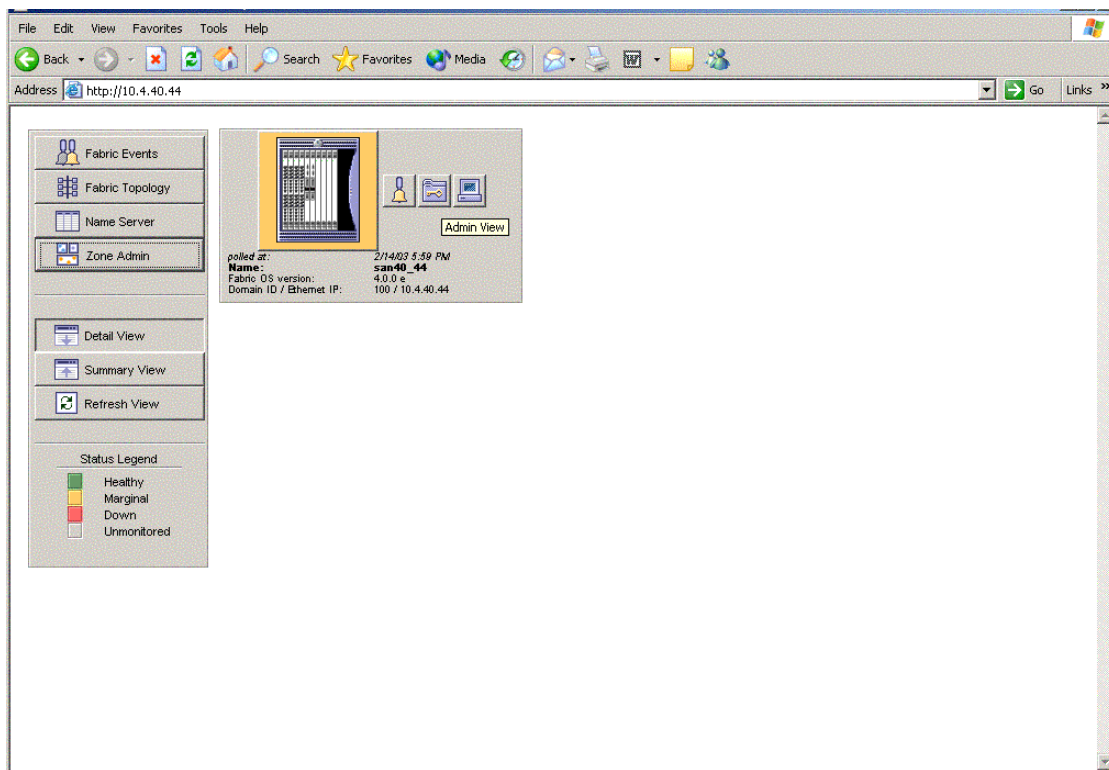 File Edit View Favorites Tools Help
Back Search Favorites Media
Address http://10.4.40.44 Go Links »
Fabric Events
Fabric Topology
Name Server
Zone Admin
Admin View
polled at: 2/14/03 5:59 PM
Name: san40_44
Fabric OS version: 4.0.0 e
Domain ID / Ethernet IP: 100 / 10.4.40.44
Detail View
Summary View
Refresh View
Status Legend
Healthy
Marginal
Down
Unmonitored